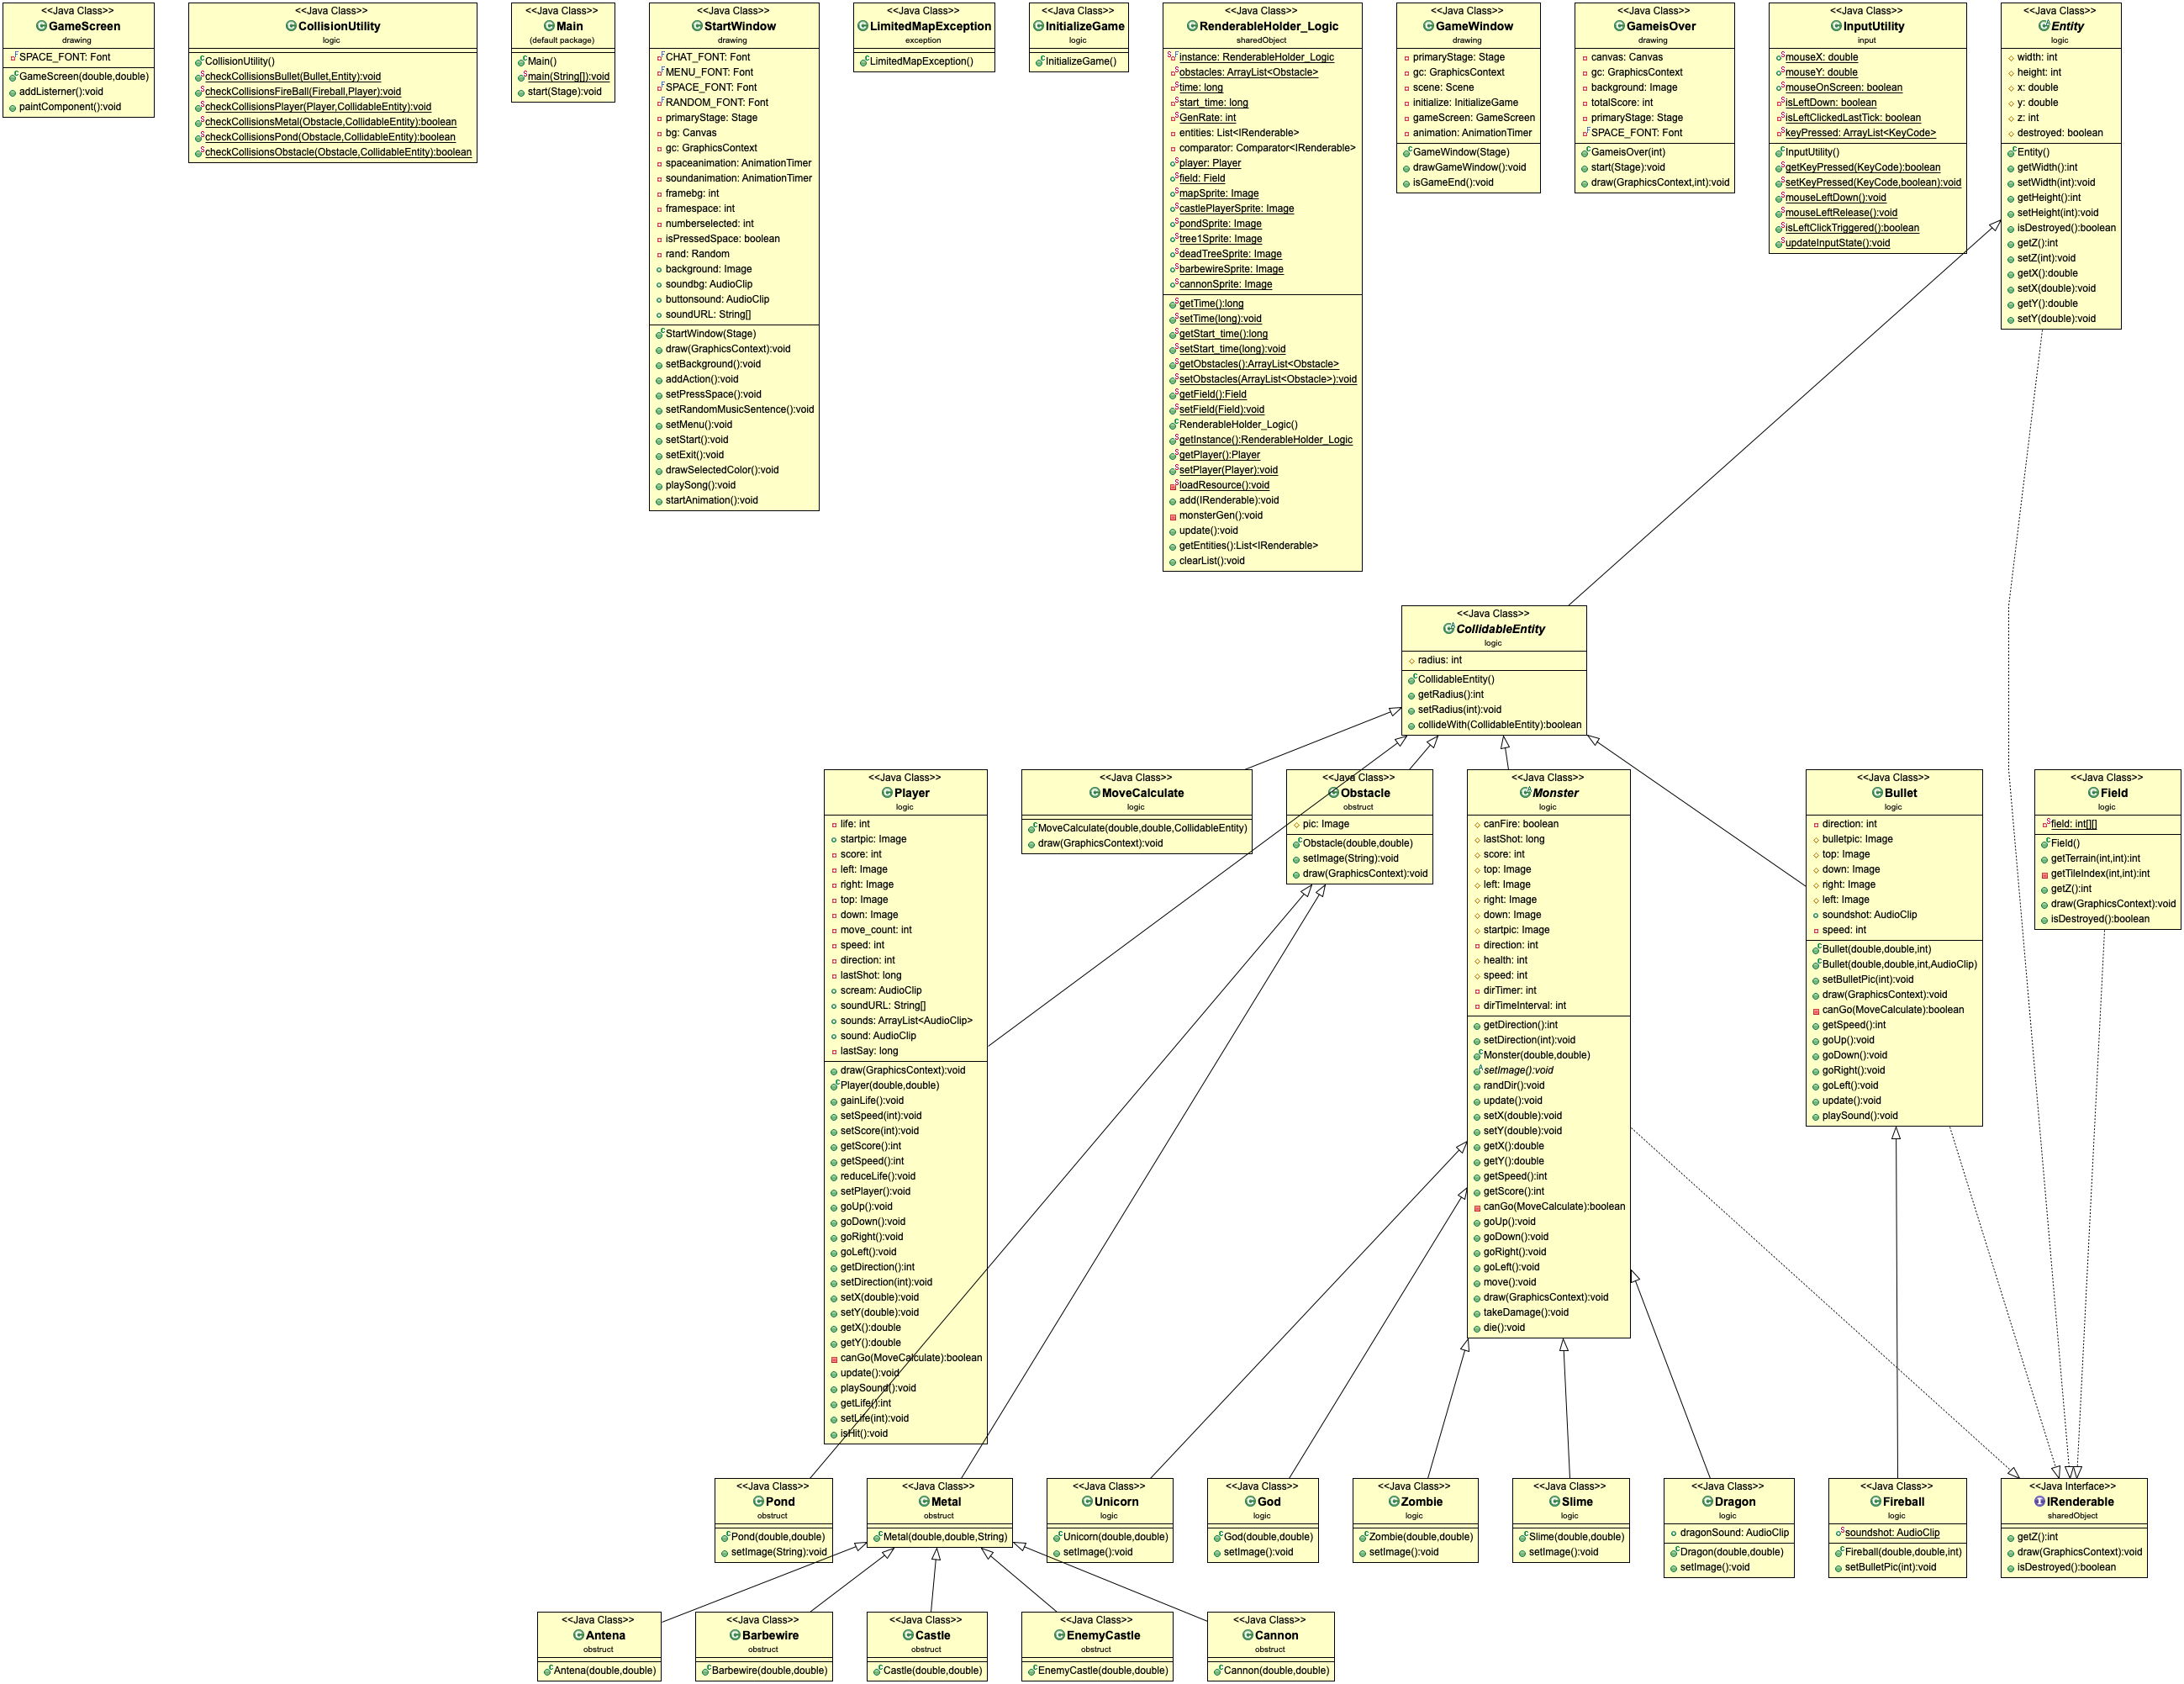 <<Java Class>>
GameScreen
drawing
SPACE_FONT: Font
GameScreen(double,double)
addListerner():void
paintComponent():void
<<Java Class>>
CollisionUtility
logic
CollisionUtility()
checkCollisionsBullet(Bullet,Entity):void
checkCollisionsFireBall(Fireball,Player):void
checkCollisionsPlayer(Player,CollidableEntity):void
checkCollisionsMetal(Obstacle,CollidableEntity):boolean
checkCollisionsPond(Obstacle,CollidableEntity):boolean
checkCollisionsObstacle(Obstacle,CollidableEntity):boolean
<<Java Class>>
Main
(default package)
Main()
main(String[]):void
start(Stage):void
<<Java Class>>
StartWindow
drawing
CHAT_FONT: Font
MENU_FONT: Font
SPACE_FONT: Font
RANDOM_FONT: Font
primaryStage: Stage
bg: Canvas
gc: GraphicsContext
spaceanimation: AnimationTimer
soundanimation: AnimationTimer
framebg: int
framespace: int
numberselected: int
isPressedSpace: boolean
rand: Random
background: Image
soundbg: AudioClip
buttonsound: AudioClip
soundURL: String[]
StartWindow(Stage)
draw(GraphicsContext):void
setBackground():void
addAction():void
setPressSpace():void
setRandomMusicSentence():void
setMenu():void
setStart():void
setExit():void
drawSelectedColor():void
playSong():void
startAnimation():void
<<Java Class>>
LimitedMapException
exception
LimitedMapException()
<<Java Class>>
InitializeGame
logic
InitializeGame()
<<Java Class>>
RenderableHolder_Logic
sharedObject
instance: RenderableHolder_Logic
obstacles: ArrayList<Obstacle>
time: long
start_time: long
GenRate: int
entities: List<IRenderable>
comparator: Comparator<IRenderable>
player: Player
field: Field
mapSprite: Image
castlePlayerSprite: Image
pondSprite: Image
tree1Sprite: Image
deadTreeSprite: Image
barbewireSprite: Image
cannonSprite: Image
getTime():long
setTime(long):void
getStart_time():long
setStart_time(long):void
getObstacles():ArrayList<Obstacle>
setObstacles(ArrayList<Obstacle>):void
getField():Field
setField(Field):void
RenderableHolder_Logic()
getInstance():RenderableHolder_Logic
getPlayer():Player
setPlayer(Player):void
loadResource():void
add(IRenderable):void
monsterGen():void
update():void
getEntities():List<IRenderable>
clearList():void
<<Java Class>>
GameWindow
drawing
primaryStage: Stage
gc: GraphicsContext
scene: Scene
initialize: InitializeGame
gameScreen: GameScreen
animation: AnimationTimer
GameWindow(Stage)
drawGameWindow():void
isGameEnd():void
<<Java Class>>
GameisOver
drawing
canvas: Canvas
gc: GraphicsContext
background: Image
totalScore: int
primaryStage: Stage
SPACE_FONT: Font
GameisOver(int)
start(Stage):void
draw(GraphicsContext,int):void
<<Java Class>>
InputUtility
input
mouseX: double
mouseY: double
mouseOnScreen: boolean
isLeftDown: boolean
isLeftClickedLastTick: boolean
keyPressed: ArrayList<KeyCode>
InputUtility()
getKeyPressed(KeyCode):boolean
setKeyPressed(KeyCode,boolean):void
mouseLeftDown():void
mouseLeftRelease():void
isLeftClickTriggered():boolean
updateInputState():void
<<Java Class>>
Entity
logic
width: int
height: int
x: double
y: double
z: int
destroyed: boolean
Entity()
getWidth():int
setWidth(int):void
getHeight():int
setHeight(int):void
isDestroyed():boolean
getZ():int
setZ(int):void
getX():double
setX(double):void
getY():double
setY(double):void
<<Java Class>>
CollidableEntity
logic
radius: int
CollidableEntity()
getRadius():int
setRadius(int):void
collideWith(CollidableEntity):boolean
<<Java Class>>
Player
logic
life: int
startpic: Image
score: int
left: Image
right: Image
top: Image
down: Image
move_count: int
speed: int
direction: int
lastShot: long
scream: AudioClip
soundURL: String[]
sounds: ArrayList<AudioClip>
sound: AudioClip
lastSay: long
draw(GraphicsContext):void
Player(double,double)
gainLife():void
setSpeed(int):void
setScore(int):void
getScore():int
getSpeed():int
reduceLife():void
setPlayer():void
goUp():void
goDown():void
goRight():void
goLeft():void
getDirection():int
setDirection(int):void
setX(double):void
setY(double):void
getX():double
getY():double
canGo(MoveCalculate):boolean
update():void
playSound():void
getLife():int
setLife(int):void
isHit():void
<<Java Class>>
MoveCalculate
logic
MoveCalculate(double,double,CollidableEntity)
draw(GraphicsContext):void
<<Java Class>>
Obstacle
obstruct
pic: Image
Obstacle(double,double)
setImage(String):void
draw(GraphicsContext):void
<<Java Class>>
Monster
logic
canFire: boolean
lastShot: long
score: int
top: Image
left: Image
right: Image
down: Image
startpic: Image
direction: int
health: int
speed: int
dirTimer: int
dirTimeInterval: int
getDirection():int
setDirection(int):void
Monster(double,double)
setImage():void
randDir():void
update():void
setX(double):void
setY(double):void
getX():double
getY():double
getSpeed():int
getScore():int
canGo(MoveCalculate):boolean
goUp():void
goDown():void
goRight():void
goLeft():void
move():void
draw(GraphicsContext):void
takeDamage():void
die():void
<<Java Class>>
Bullet
logic
direction: int
bulletpic: Image
top: Image
down: Image
right: Image
left: Image
soundshot: AudioClip
speed: int
Bullet(double,double,int)
Bullet(double,double,int,AudioClip)
setBulletPic(int):void
draw(GraphicsContext):void
canGo(MoveCalculate):boolean
getSpeed():int
goUp():void
goDown():void
goRight():void
goLeft():void
update():void
playSound():void
<<Java Class>>
Field
logic
field: int[][]
Field()
getTerrain(int,int):int
getTileIndex(int,int):int
getZ():int
draw(GraphicsContext):void
isDestroyed():boolean
<<Java Class>>
Pond
obstruct
Pond(double,double)
setImage(String):void
<<Java Class>>
Metal
obstruct
Metal(double,double,String)
<<Java Class>>
Unicorn
logic
Unicorn(double,double)
setImage():void
<<Java Class>>
God
logic
God(double,double)
setImage():void
<<Java Class>>
Zombie
logic
Zombie(double,double)
setImage():void
<<Java Class>>
Slime
logic
Slime(double,double)
setImage():void
<<Java Class>>
Dragon
logic
dragonSound: AudioClip
Dragon(double,double)
setImage():void
<<Java Class>>
Fireball
logic
soundshot: AudioClip
Fireball(double,double,int)
setBulletPic(int):void
<<Java Interface>>
IRenderable
sharedObject
getZ():int
draw(GraphicsContext):void
isDestroyed():boolean
<<Java Class>>
Antena
obstruct
Antena(double,double)
<<Java Class>>
Barbewire
obstruct
Barbewire(double,double)
<<Java Class>>
Castle
obstruct
Castle(double,double)
<<Java Class>>
EnemyCastle
obstruct
EnemyCastle(double,double)
<<Java Class>>
Cannon
obstruct
Cannon(double,double)